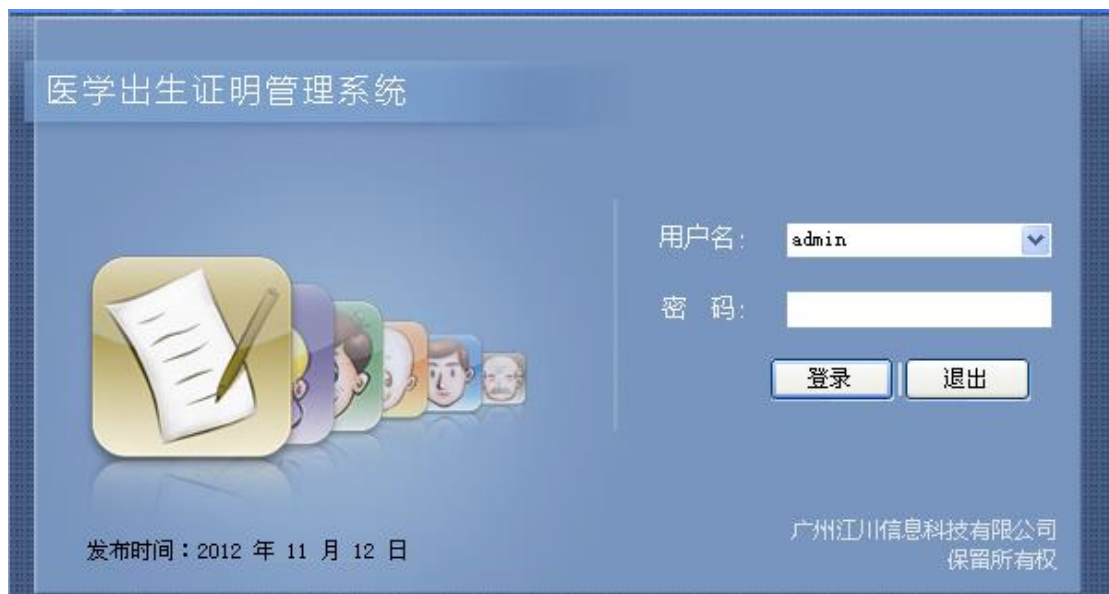 医学出生证明管理系统
用户名:
admin
密 码:
登录 退出
发布时间：2012 年 11 月 12 日
广州江川信息科技有限公司
保留所有权